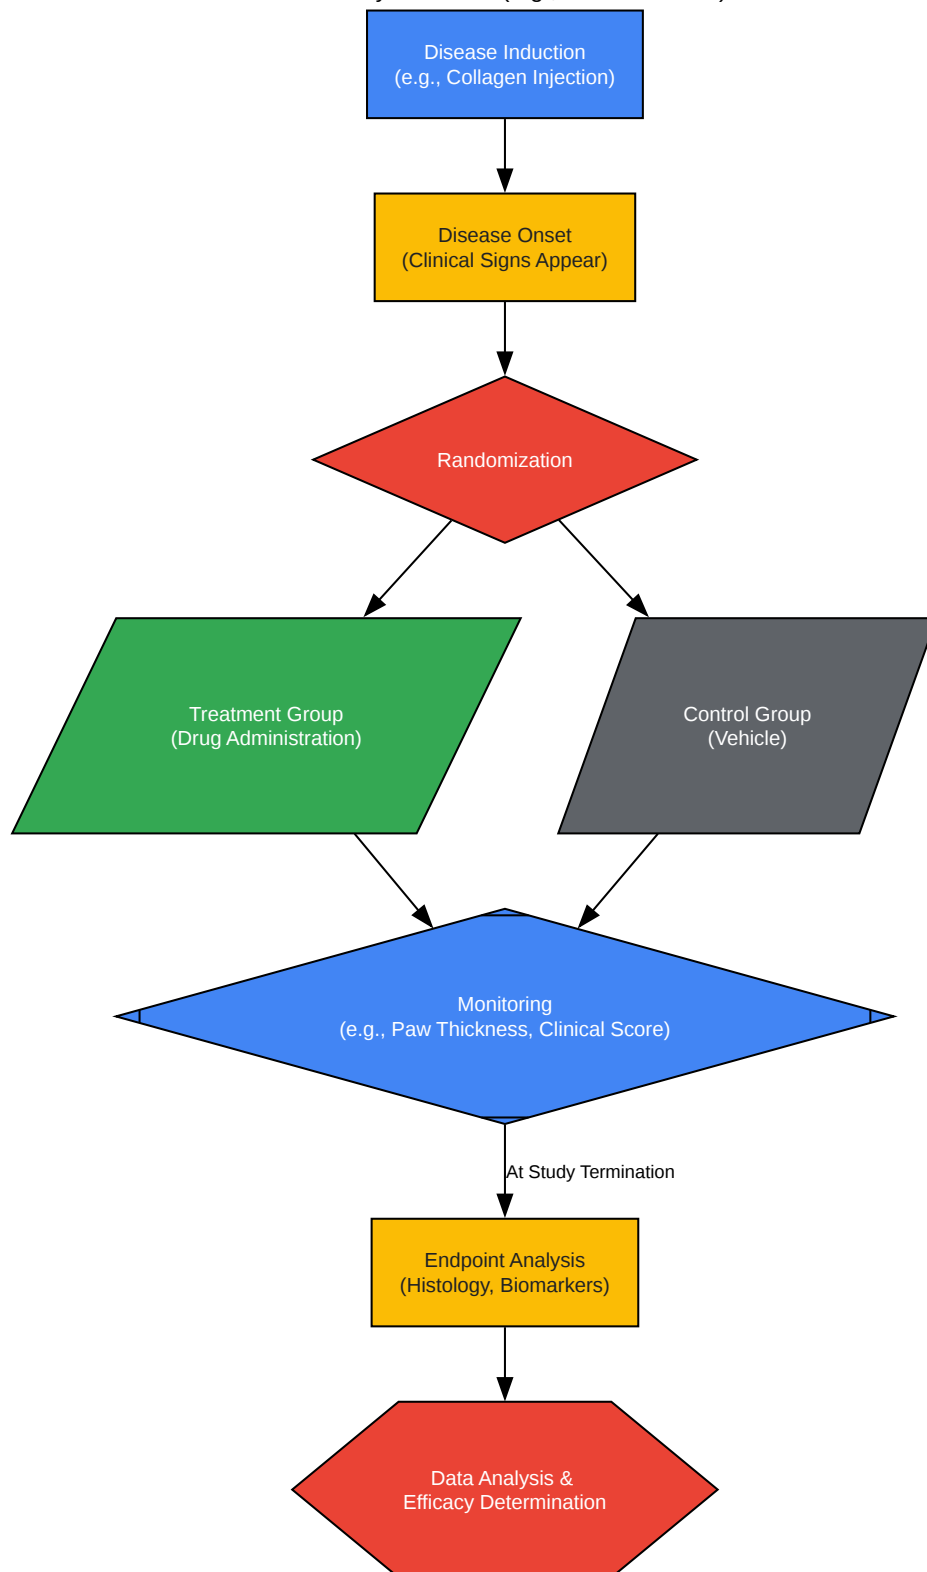 Disease Induction
(e.g., Collagen Injection)
Disease Onset
(Clinical Signs Appear)
Randomization
Treatment Group
(Drug Administration)
Control Group
(Vehicle)
Monitoring
(e.g., Paw Thickness, Clinical Score)
At Study Termination
Endpoint Analysis
(Histology, Biomarkers)
Data Analysis &
Efficacy Determination